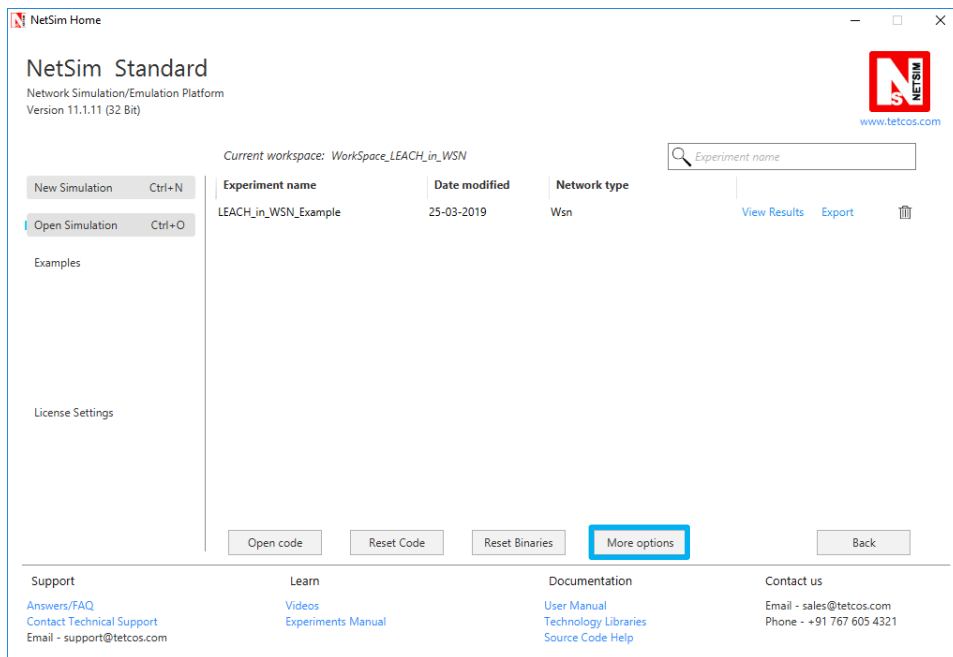 NetSim Home
NetSim Standard
Network Simulation/Emulation Platform
Version 11.1.11 (32 Bit)
NS NETSIM
www.tetcos.com
Current workspace: WorkSpace_LEACH_in_WSN
Experiment name
New Simulation Ctrl+N
Open Simulation Ctrl+O
Examples
License Settings
Experiment name Date modified Network type
LEACH_in_WSN_Example 25-03-2019 Wsn View Results Export
Open code Reset Code Reset Binaries More options Back
Support
Answers/FAQ
Contact Technical Support
Email - support@tetcos.com
Learn
Videos
Experiments Manual
Documentation
User Manual
Technology Libraries
Source Code Help
Contact us
Email - sales@tetcos.com
Phone - +91 767 605 4321